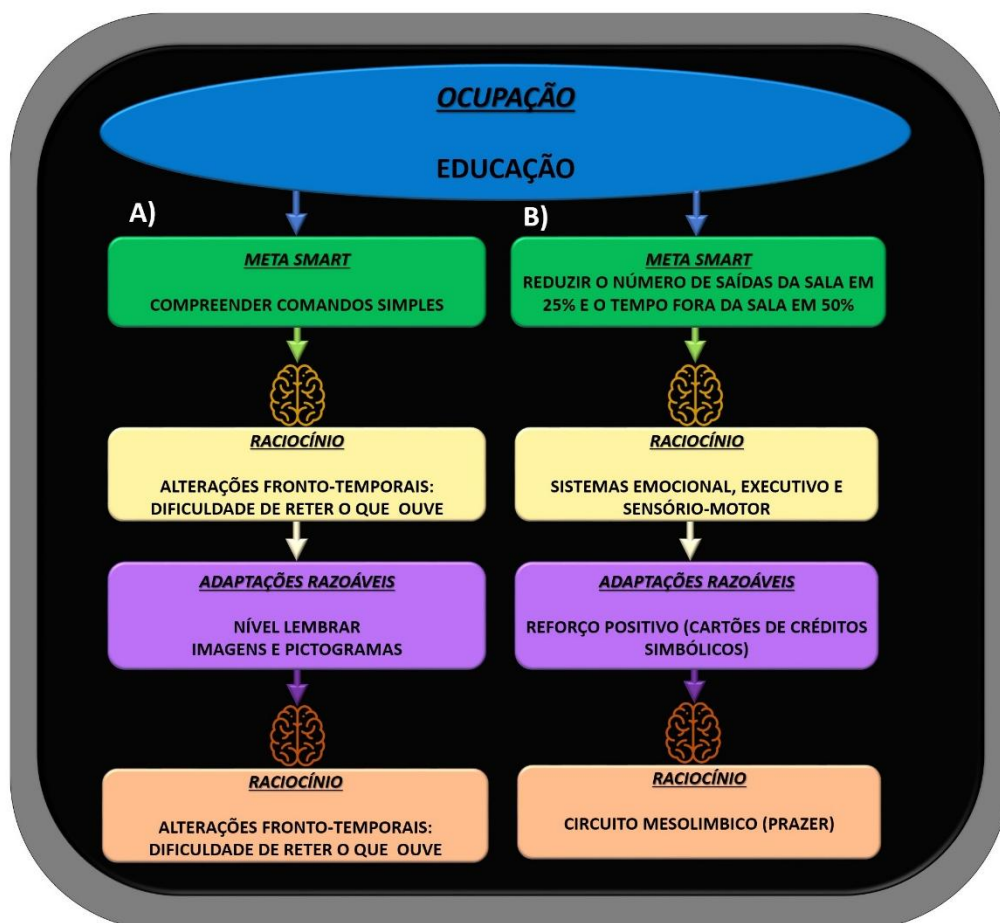 OCUPAÇÃO
EDUCAÇÃO
A)
META SMART
COMPREENDER COMANDOS SIMPLES
RACIOCÍNIO
ALTERAÇÕES FRONTO-TEMPORAIS:
DIFICULDADE DE RETER O QUE OUVE
ADAPTAÇÕES RAZOÁVEIS
NÍVEL LEMBRAR
IMAGENS E PICTOGRAMAS
RACIOCÍNIO
ALTERAÇÕES FRONTO-TEMPORAIS:
DIFICULDADE DE RETER O QUE OUVE
B)
META SMART
REDUZIR O NÚMERO DE SAÍDAS DA SALA EM
25% E O TEMPO FORA DA SALA EM 50%
RACIOCÍNIO
SISTEMAS EMOCIONAL, EXECUTIVO E
SENSÓRIO-MOTOR
ADAPTAÇÕES RAZOÁVEIS
REFORÇO POSITIVO (CARTÕES DE CRÉDITOS
SIMBÓLICOS)
RACIOCÍNIO
CIRCUITO MESOLIMBICO (PRAZER)